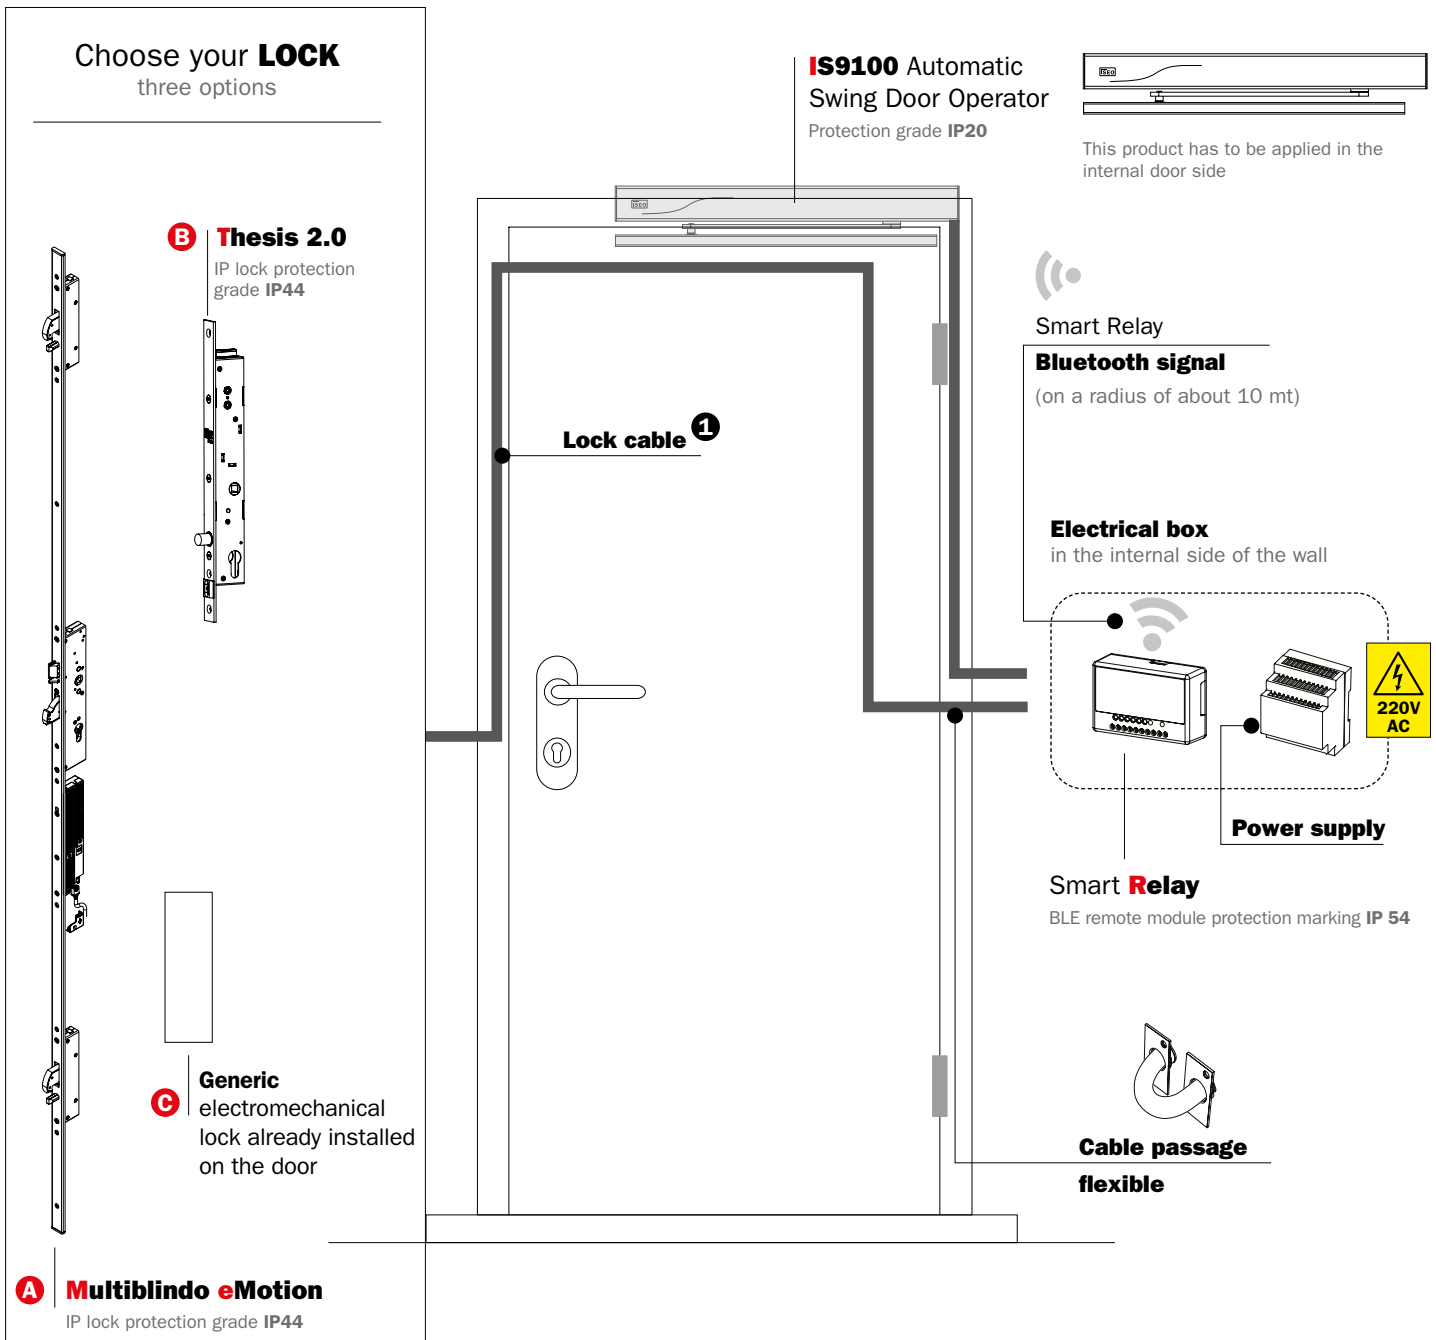 Choose your LOCK
three options
B
Thesis 2.0
IP lock protection
grade IP44
C
Generic
electromechanical
lock already installed
on the door
A
Multiblindo eMotion
IP lock protection grade IP44
IS9100 Automatic
Swing Door Operator
Protection grade IP20
ISEO
This product has to be applied in the
internal door side
ISEO
Lock cable 1
Smart Relay
Bluetooth signal
(on a radius of about 10 mt)
Electrical box
in the internal side of the wall
220V
AC
Power supply
Smart Relay
BLE remote module protection marking IP 54
Cable passage
flexible